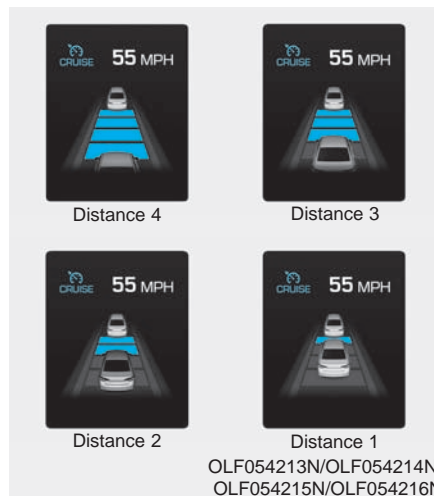 CRUISE 55 MPH
CRUISE 55 MPH
Distance 4
Distance 3
CRUISE 55 MPH
CRUISE 55 MPH
Distance 2
Distance 1
OLF054213N/OLF054214N
OLF054215N/OLF054216N